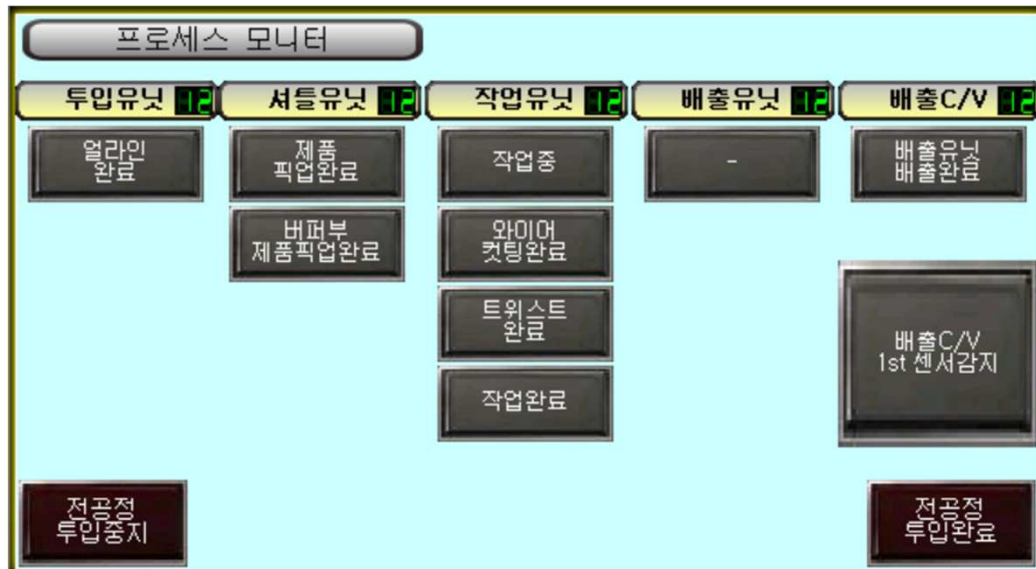 프로세스 모니터
투입유닛 12
셔틀유닛 12
작업유닛 12
배출유닛 12
배출C/V 12
얼라인
완료
제품
픽업완료
작업중
-
배출유닛
배출완료
버퍼부
제품픽업완료
와이어
컷팅완료
트위스트
완료
배출C/V
1st 센서감지
작업완료
전공정
투입중지
전공정
투입완료